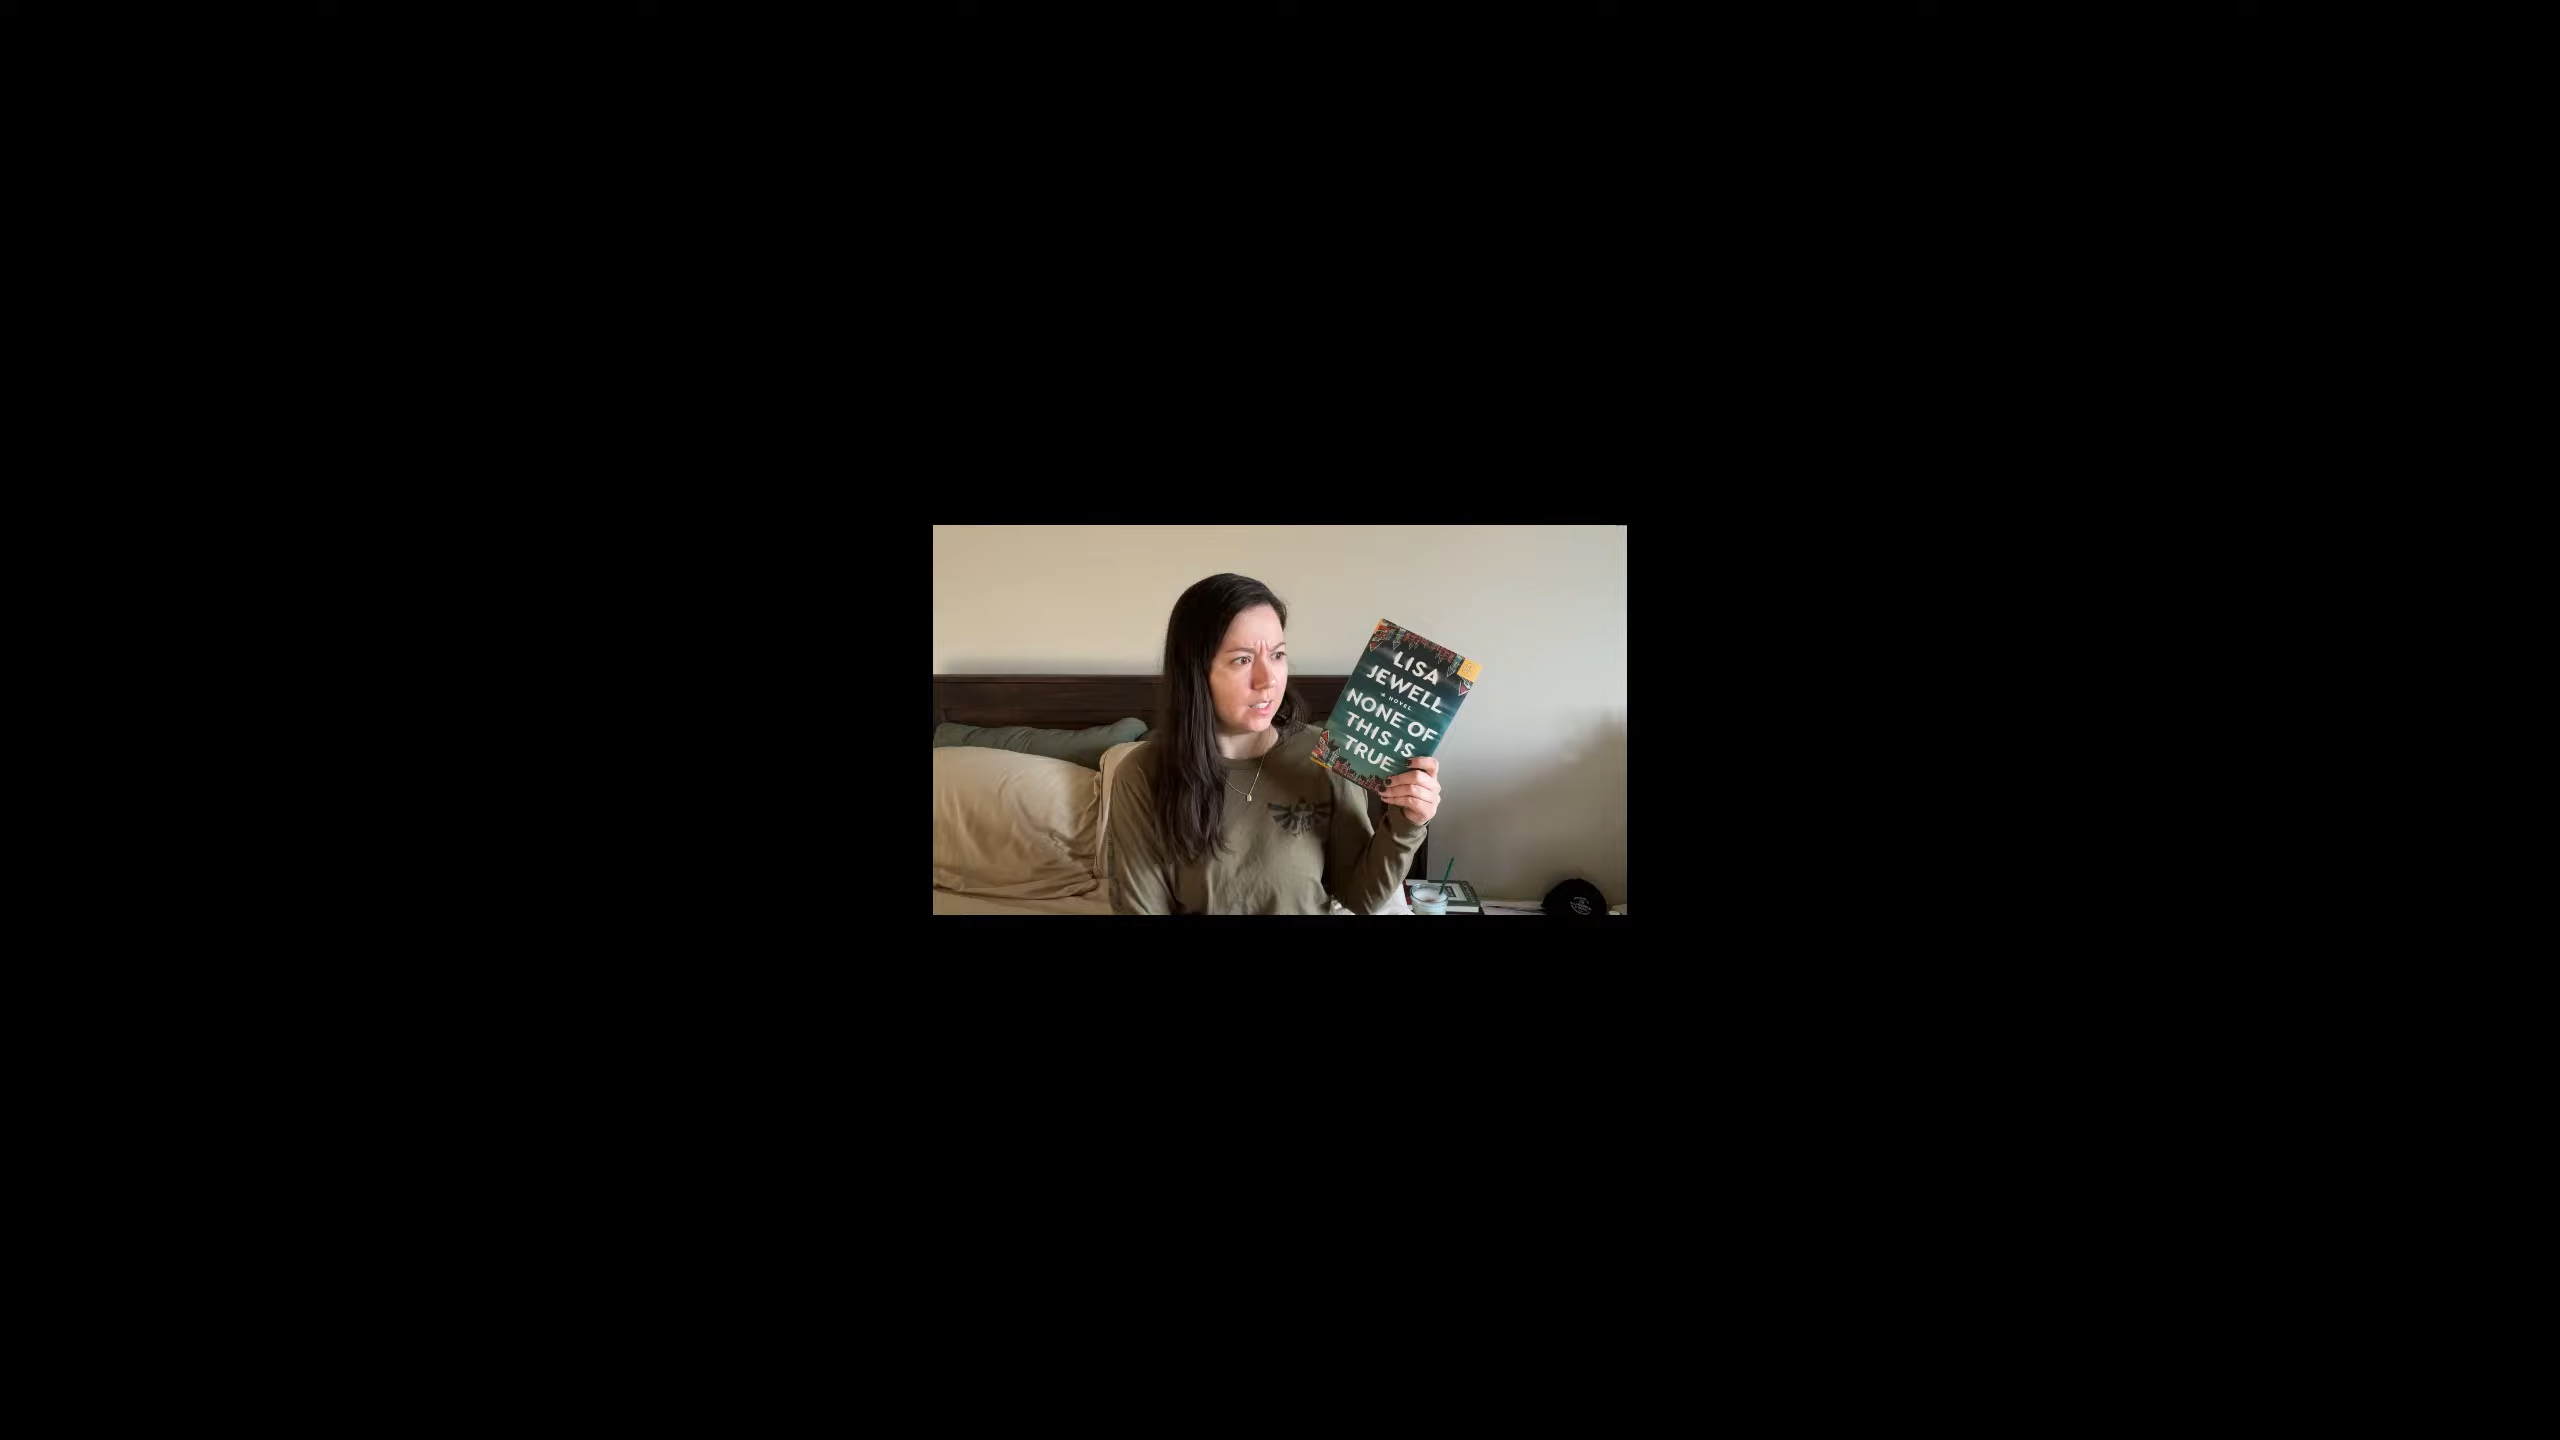 LISA
JEWELL
A NOVEL
NONE OF
THIS IS
TRUE